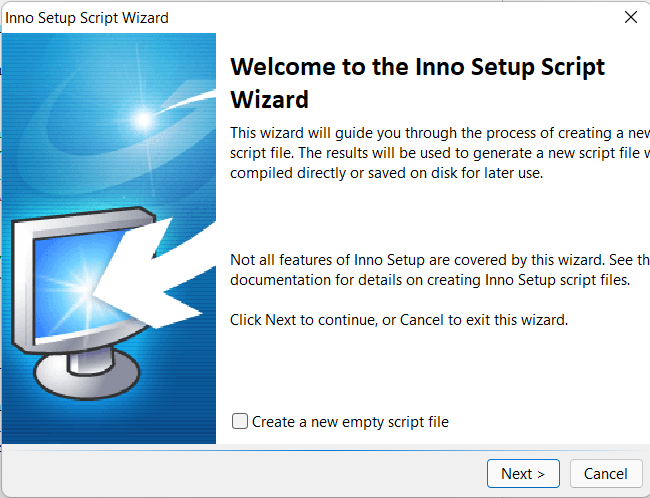 Inno Setup Script Wizard
Welcome to the Inno Setup Script
Wizard
This wizard will guide you through the process of creating a new
script file. The results will be used to generate a new script file w
compiled directly or saved on disk for later use.
Not all features of Inno Setup are covered by this wizard. See th
documentation for details on creating Inno Setup script files.
Click Next to continue, or Cancel to exit this wizard.
Create a new empty script file
Next >
Cancel